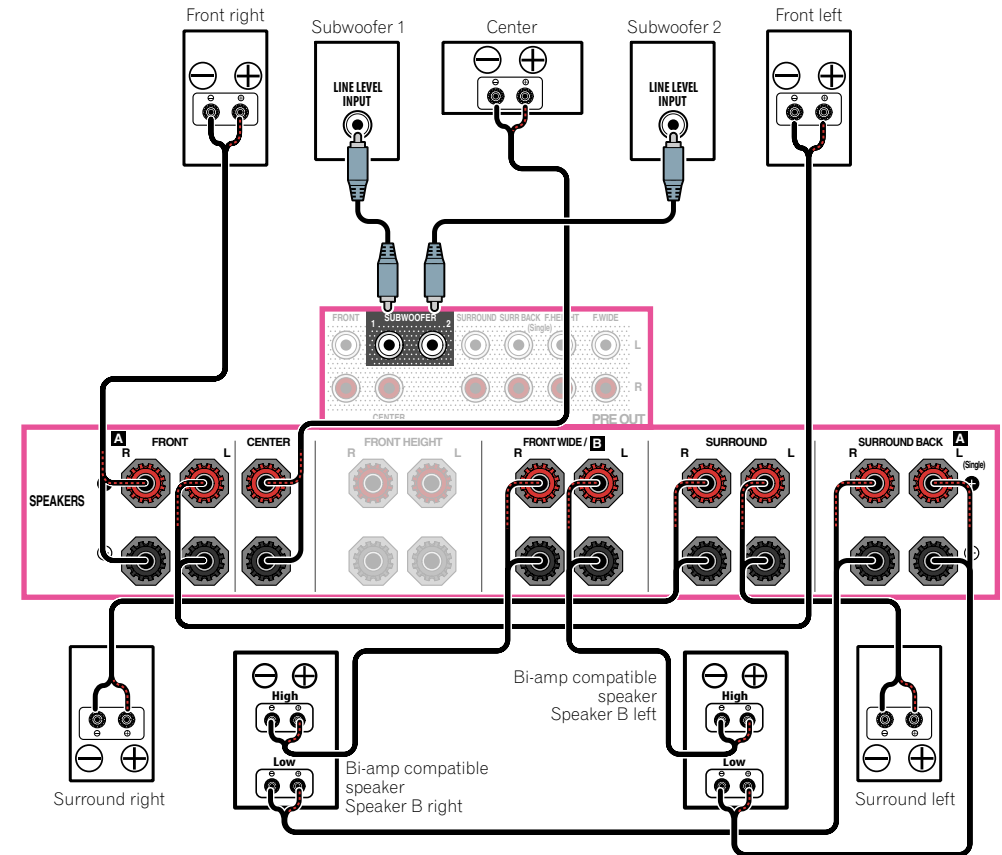 Front right
Subwoofer 1
Center
Subwoofer 2
Front left
LINE LEVEL
INPUT
LINE LEVEL
INPUT
FRONT
SUBWOOFER
SURROUND
SURR BACK
F.HEIGHT
F.WIDE
1
2
(Single)
L
R
CENTER
PRE OUT
A
FRONT
CENTER
FRONT HEIGHT
FRONT WIDE / B
SURROUND
SURROUND BACK
A
R
L
R
L
R
L
R
L
R
L
(Single)
SPEAKERS
High
Low
Bi-amp compatible
speaker
Speaker B left
High
Low
Bi-amp compatible
speaker
Speaker B right
Surround right
Surround left